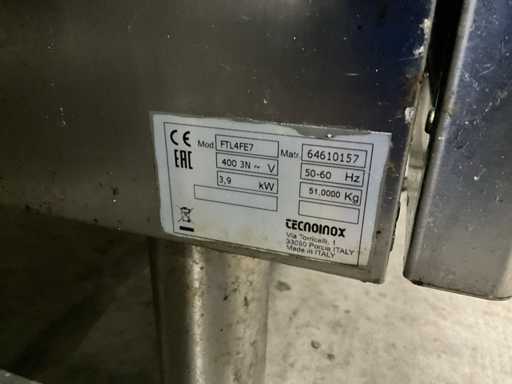 CE Mod FTL4FE7 Matr 64610157
EAC 400 3N ~ V 50-60 Hz
3,9 kW 51,0000 Kg
TECNOINOX
Via Torricelli, 1
33080 Porcia ITALY
Made in ITALY